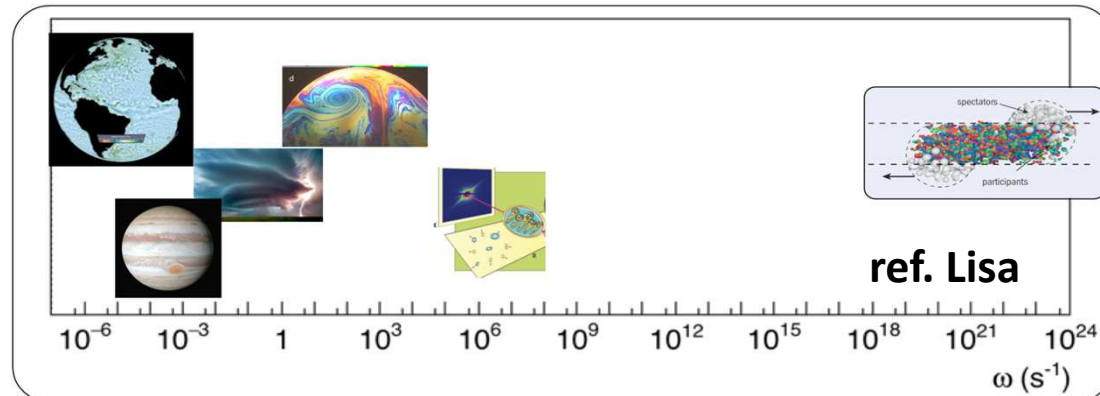 d
spectators
participants
ref. Lisa
10⁻⁶ 10⁻³ 1 10³ 10⁶ 10⁹ 10¹² 10¹⁵ 10¹⁸ 10²¹ 10²⁴
ω (s⁻¹)